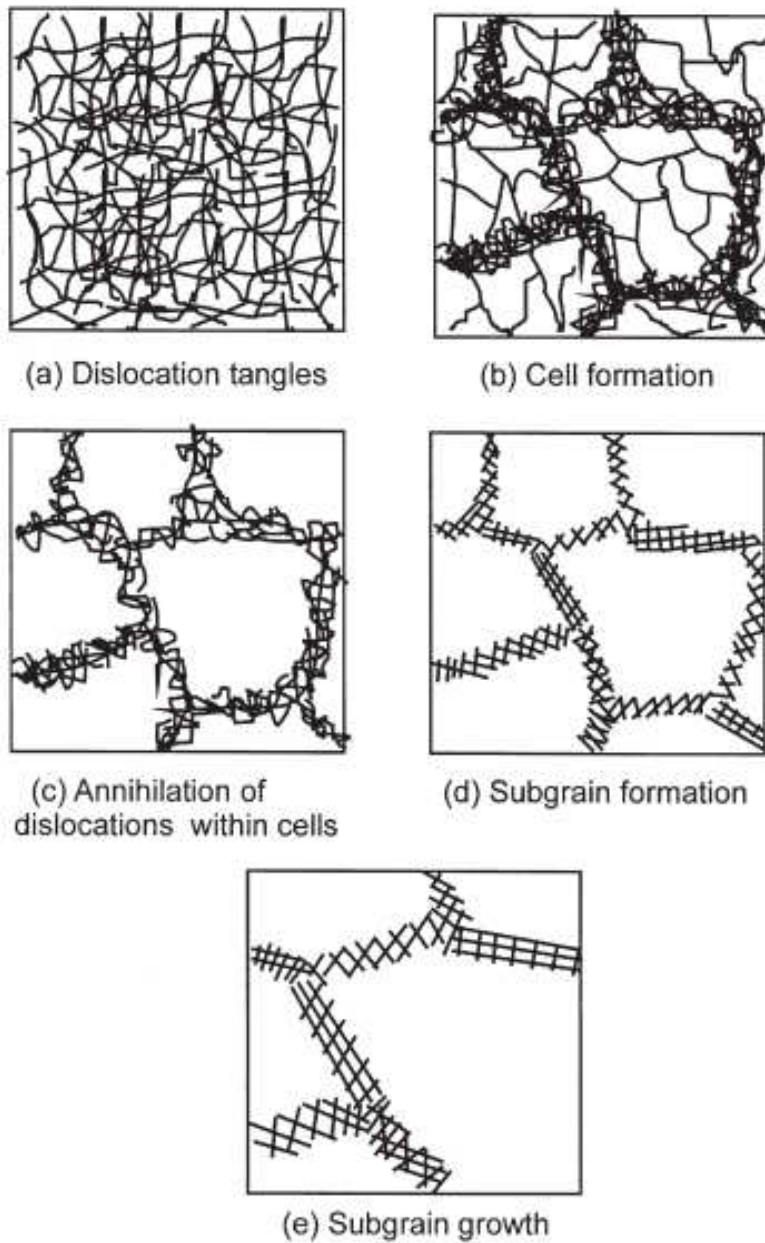 (a) Dislocation tangles
(b) Cell formation
(c) Annihilation of
dislocations within cells
(d) Subgrain formation
(e) Subgrain growth